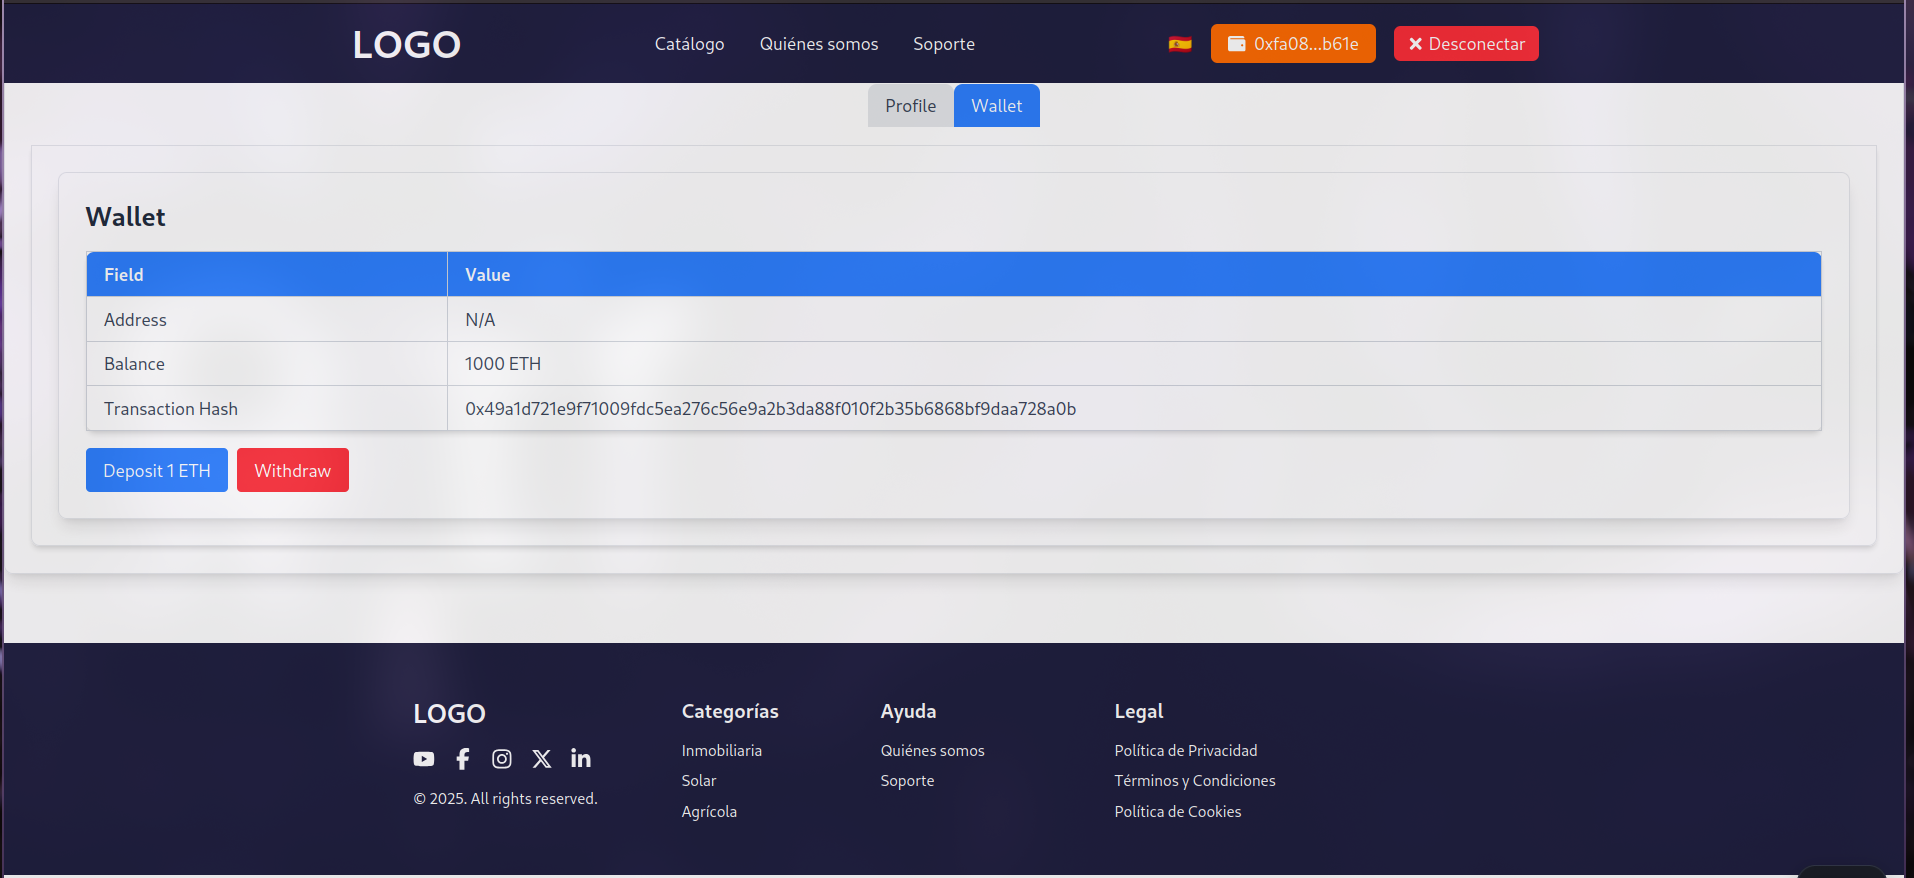 LOGO
Catálogo Quiénes somos Soporte
0xfa08...b61e
Desconectar
Profile Wallet
Wallet
Field Value
Address N/A
Balance 1000 ETH
Transaction Hash 0x49a1d721e9f71009fdc5ea276c56e9a2b3da88f010f2b35b6868bf9daa728a0b
Deposit 1 ETH Withdraw
LOGO
© 2025. All rights reserved.
Categorías
Inmobiliaria
Solar
Agrícola
Ayuda
Quiénes somos
Soporte
Legal
Política de Privacidad
Términos y Condiciones
Política de Cookies